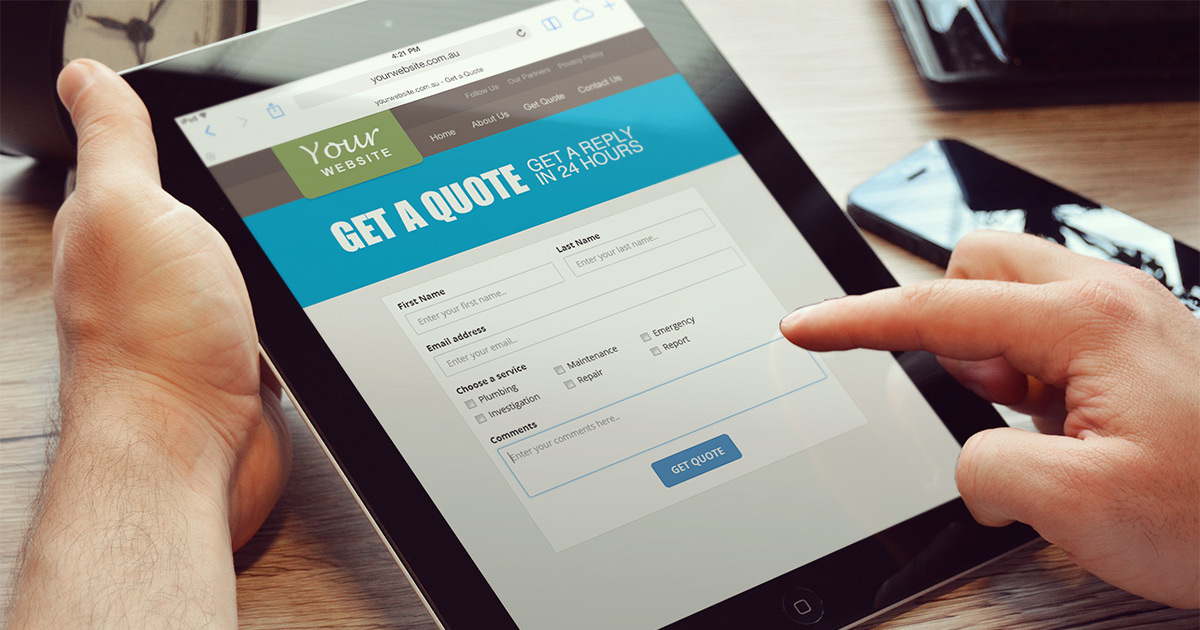 iPad
4:21 PM
yourwebsite.com.au
yourwebsite.com.au - Get a Quote
Follow Us Our Partners Privacy Policy
Your
WEBSITE
Home About Us Get Quote Contact Us
GET A QUOTE
GET A REPLY
IN 24 HOURS
First Name
Last Name
Enter your first name..
Enter your last name..
Email address
Enter your email..
Choose a service
Plumbing
Maintenance
Emergency
Investigation
Repair
Report
Comments
Enter your comments here..
GET QUOTE